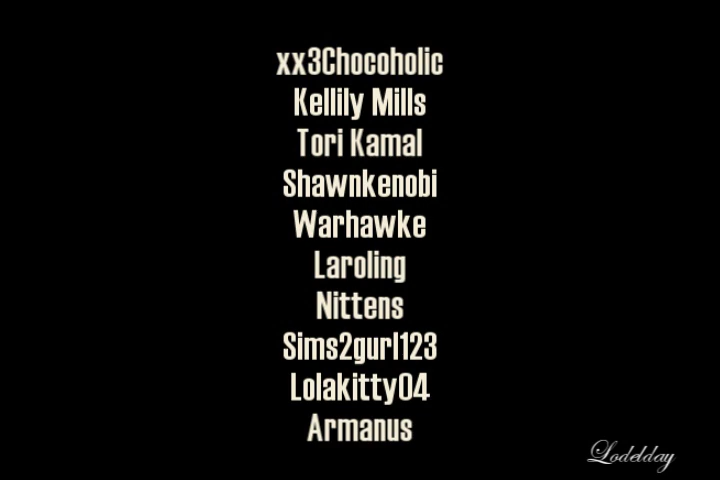 xx3Chocoholic
Kellily Mills
Tori Kamal
Shawnkenobi
Warhawke
Laroling
Nittens
Sims2gurl123
Lolakitty04
Armanus
Lodelday